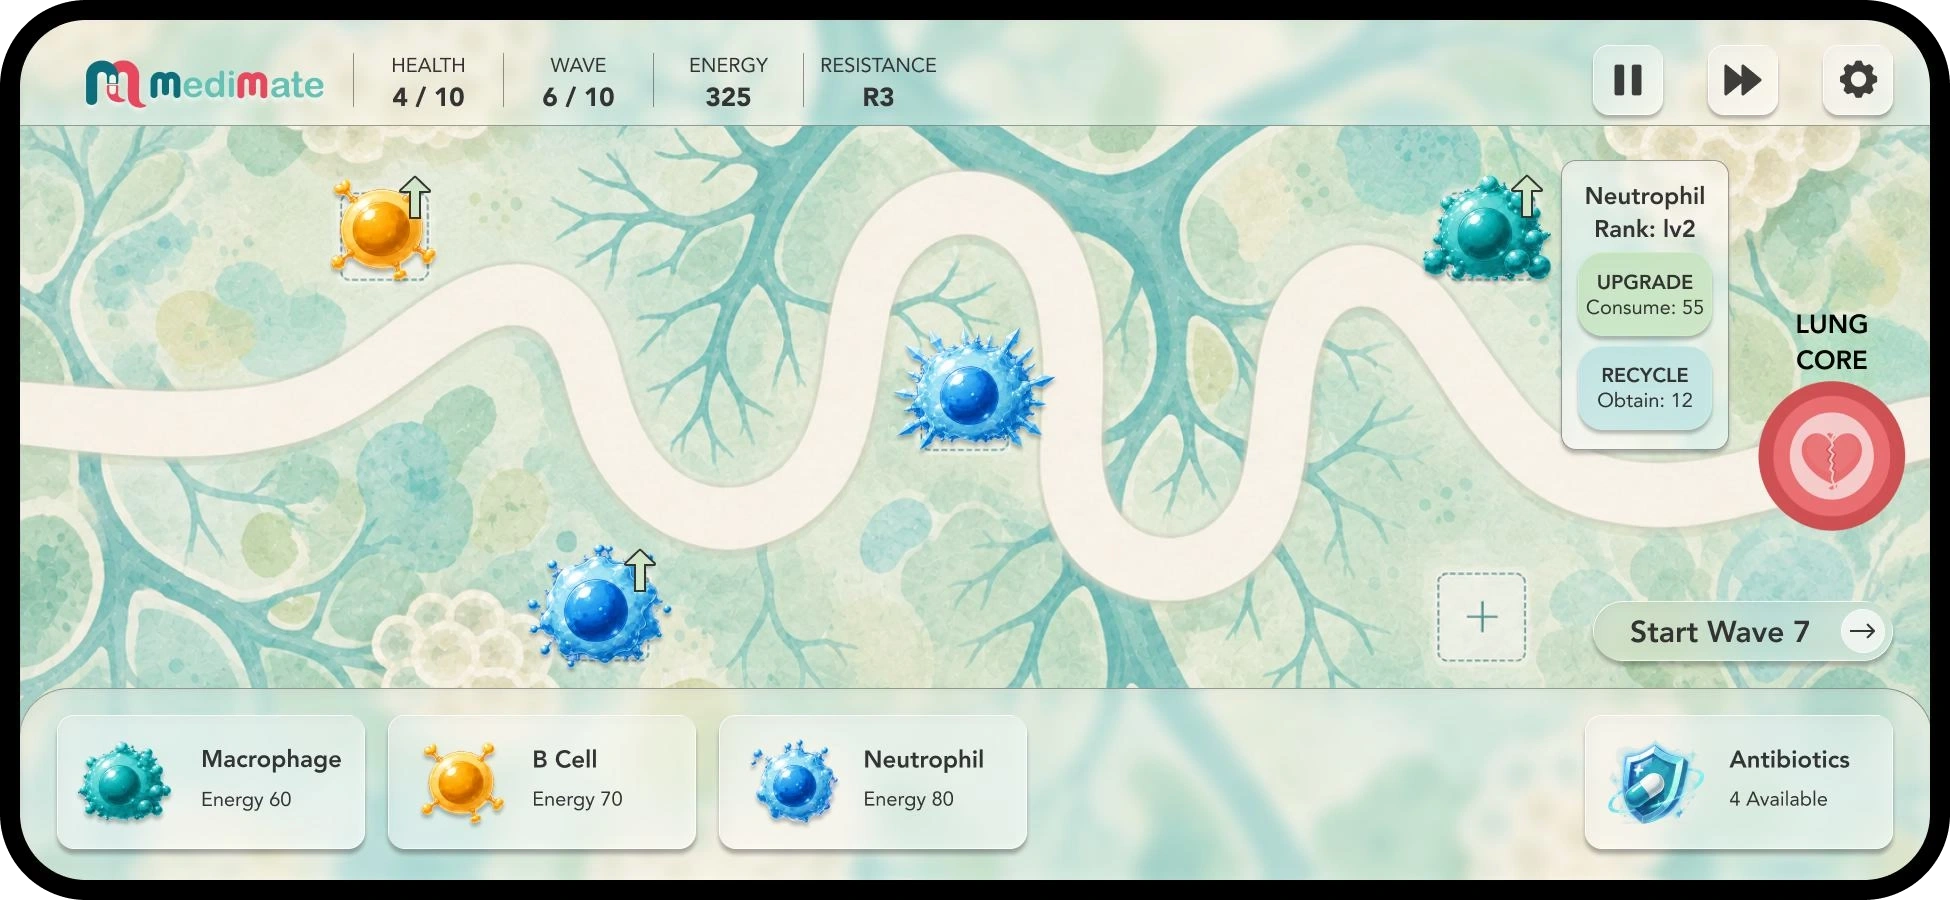 medimate
HEALTH
4 / 10
WAVE
6 / 10
ENERGY
325
RESISTANCE
R3
Neutrophil
Rank: lv2
UPGRADE
Consume: 55
RECYCLE
Obtain: 12
LUNG
CORE
Start Wave 7
Macrophage
Energy 60
B Cell
Energy 70
Neutrophil
Energy 80
Antibiotics
4 Available